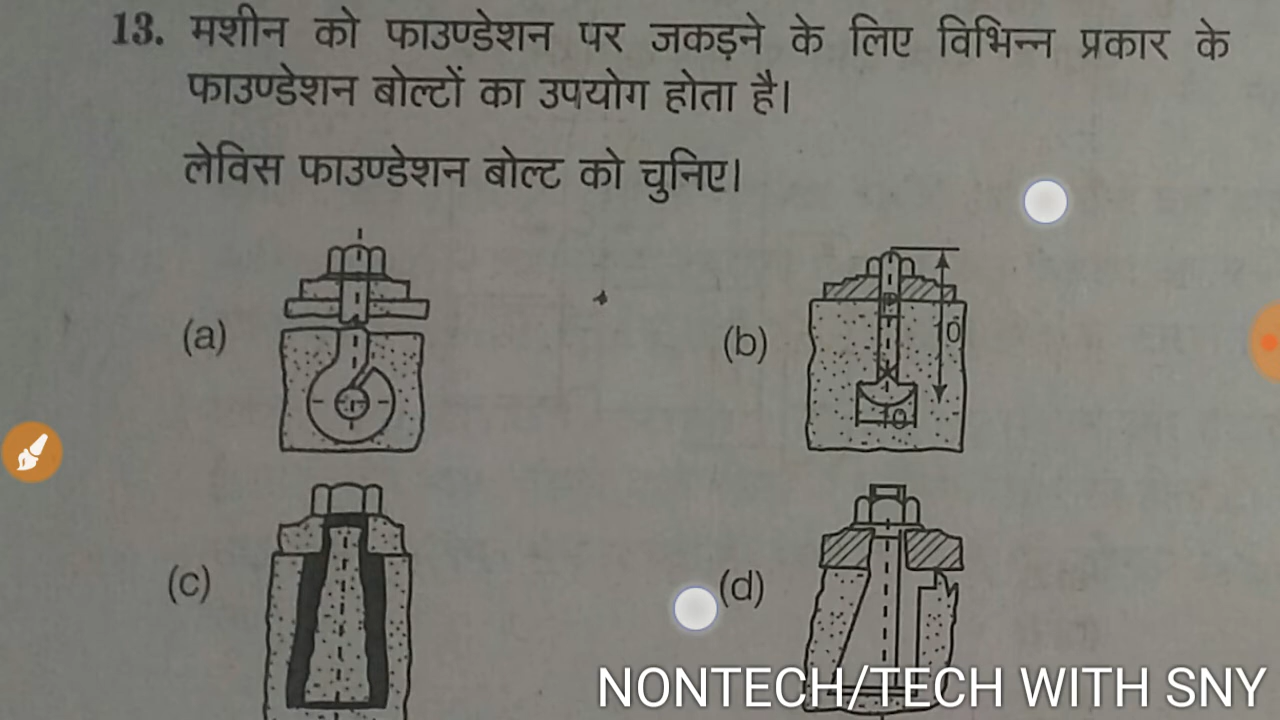 13. मशीन को फाउण्डेशन पर जकड़ने के लिए विभिन्न प्रकार के
फाउण्डेशन बोल्टों का उपयोग होता है।
लेविस फाउण्डेशन बोल्ट को चुनिए।
(a)
(b)
(c)
(d)
NONTECH/TECH WITH SNY